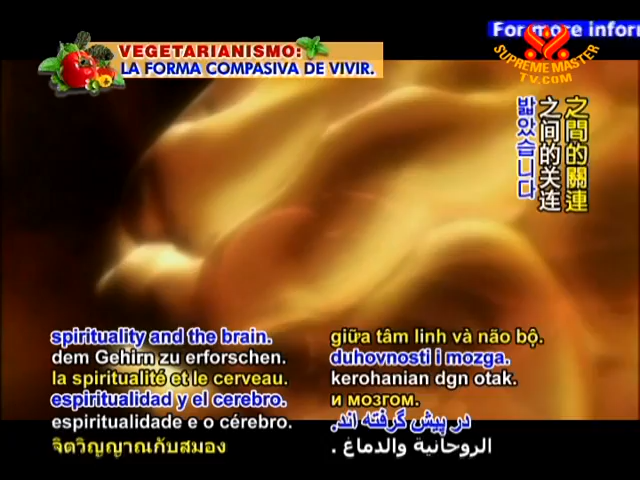 VEGETARIANISMO:
LA FORMA COMPASIVA DE VIVIR.
For more infor
SUPREME MASTER
TV.COM
之間的關連
之间的关连
밟았습니다
spirituality and the brain.
dem Gehirn zu erforschen.
la spiritualité et le cerveau.
espiritualidad y el cerebro.
espiritualidade e o cérebro.
จิตวิญญาณกับสมอง
giữa tâm linh và não bộ.
duhovnosti i mozga.
kerohanian dgn otak.
и мозгом.
در پیش گرفته اند.
الروحانية والدماغ .